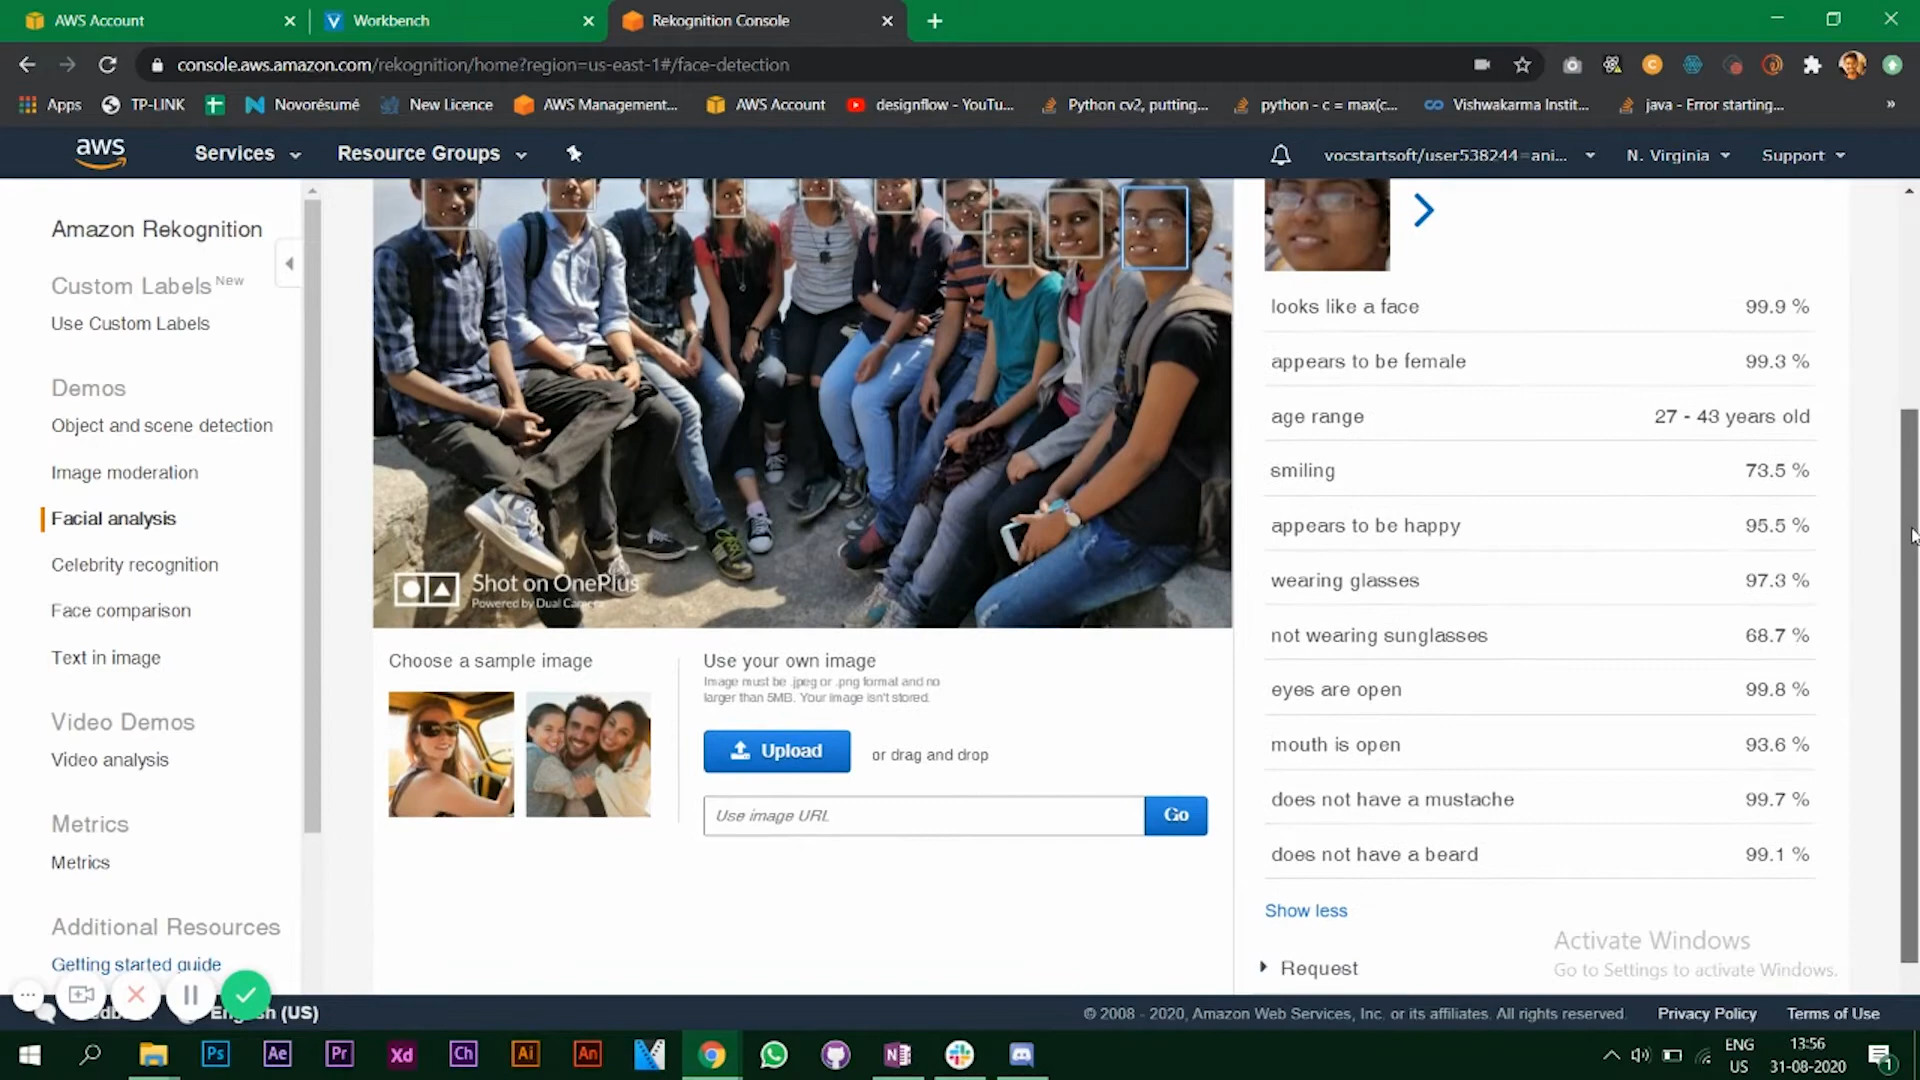 AWS Account
Workbench
Rekognition Console
console.aws.amazon.com/rekognition/home?region=us-east-1#/face-detection
Apps
TP-LINK
Novorésumé
New Licence
AWS Management...
AWS Account
designflow - YouTu...
Python cv2, putting...
python - c = max(c...
Vishwakarma Instit...
java - Error starting...
»
aws
Services
Resource Groups
vocstartsoft/user538244=ani...
N. Virginia
Support
Amazon Rekognition
Custom Labels New
Use Custom Labels
Demos
Object and scene detection
Image moderation
Facial analysis
Celebrity recognition
Face comparison
Text in image
Video Demos
Video analysis
Metrics
Metrics
Additional Resources
Getting started guide
Shot on OnePlus
Powered by Dual Camera
Choose a sample image
Use your own image
Image must be .jpeg or .png format and no
larger than 5MB. Your image isn't stored.
Upload
or drag and drop
Use image URL
Go
looks like a face 99.9 %
appears to be female 99.3 %
age range 27 - 43 years old
smiling 73.5 %
appears to be happy 95.5 %
wearing glasses 97.3 %
not wearing sunglasses 68.7 %
eyes are open 99.8 %
mouth is open 93.6 %
does not have a mustache 99.7 %
does not have a beard 99.1 %
Show less
Request
Activate Windows
Go to Settings to activate Windows.
(US)
© 2008 - 2020, Amazon Web Services, Inc. or its affiliates. All rights reserved.
Privacy Policy
Terms of Use
Ps
Ae
Pr
Xd
Ch
Ai
An
ENG
US
13:56
31-08-2020
1